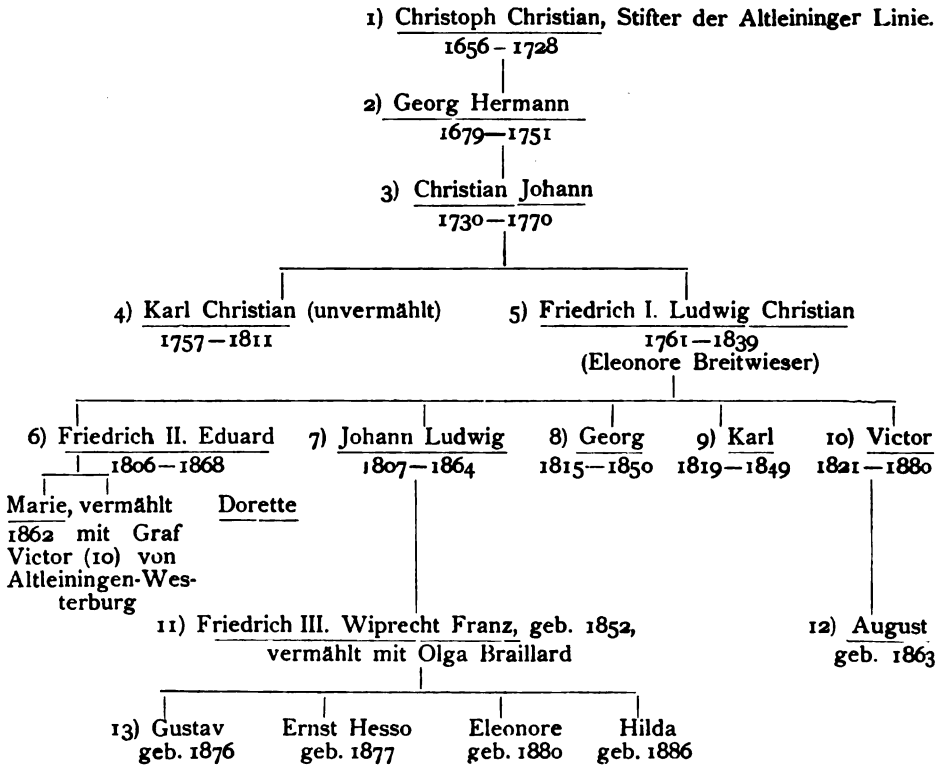 1) Christoph Christian, Stifter der Altleininger Linie.
1656–1728
2) Georg Hermann
1679—1751
3) Christian Johann
1730—1770
4) Karl Christian (unvermählt)
1757—1811
5) Friedrich I. Ludwig Christian
1761—1839
(Eleonore Breitwieser)
6) Friedrich II. Eduard
1806—1868
7) Johann Ludwig
1807—1864
8) Georg
1815—1850
9) Karl
1819—1849
10) Victor
1821—1880
Marie, vermählt
1862 mit Graf
Victor (10) von
Altleiningen-Wes-
terburg
Dorette
11) Friedrich III. Wiprecht Franz, geb. 1852,
vermählt mit Olga Braillard
12) August
geb. 1863
13) Gustav
geb. 1876
Ernst Hesso
geb. 1877
Eleonore
geb. 1880
Hilda
geb. 1886